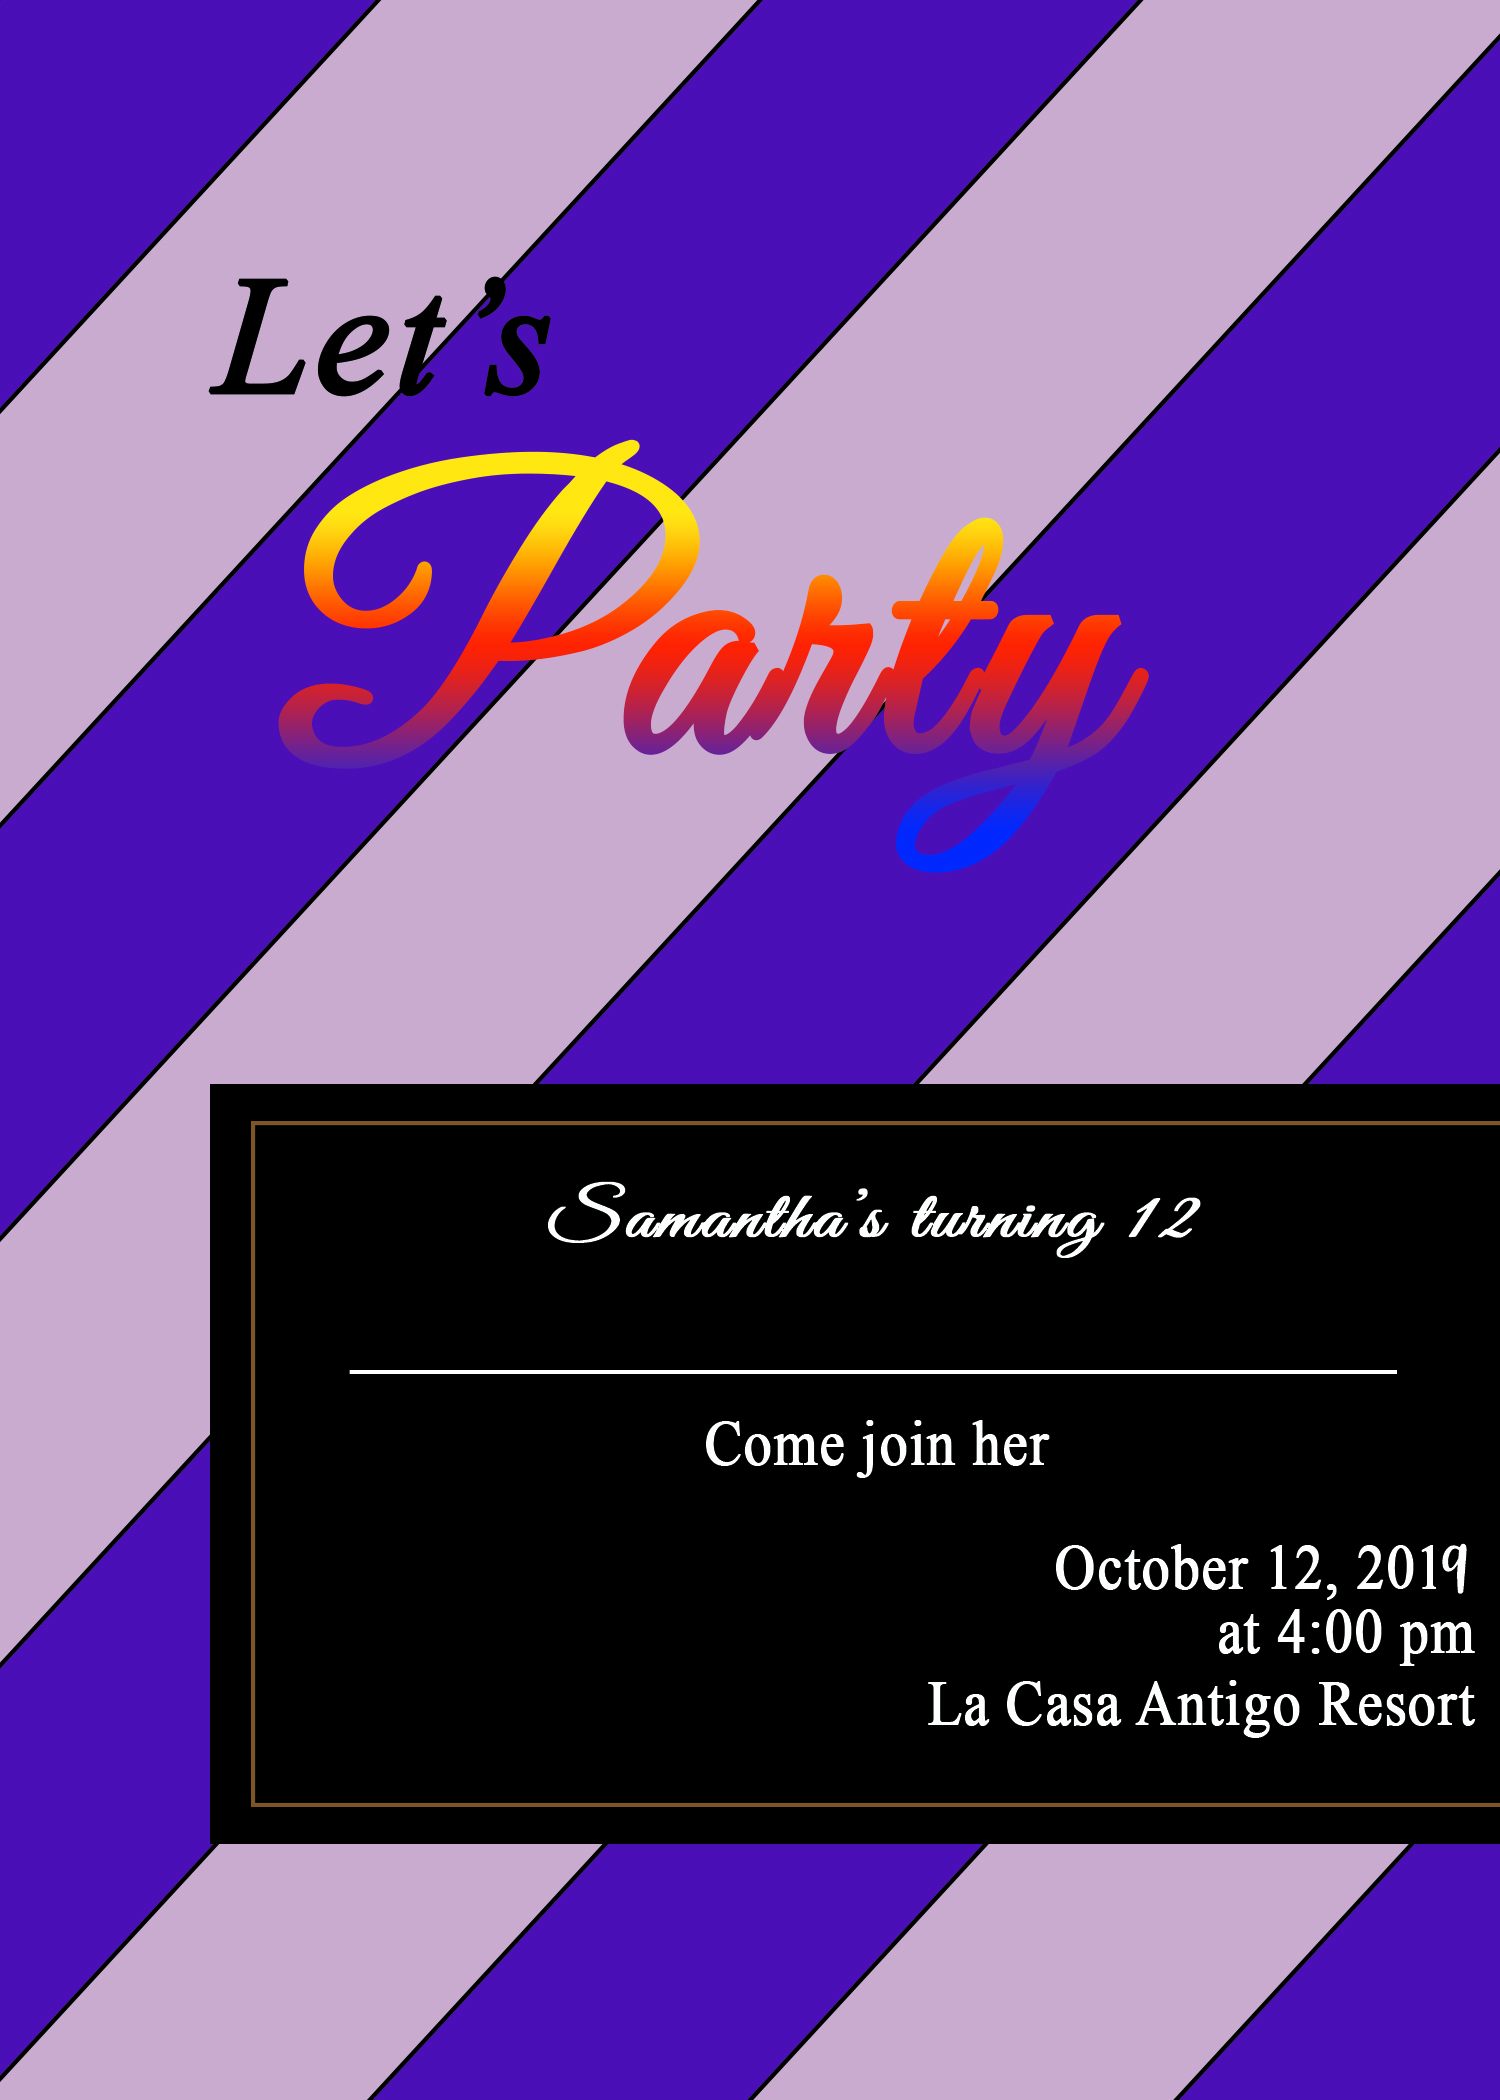 Let’s
Party
Samantha’s turning 12
Come join her
October 12, 2019
at 4:00 pm
La Casa Antigo Resort